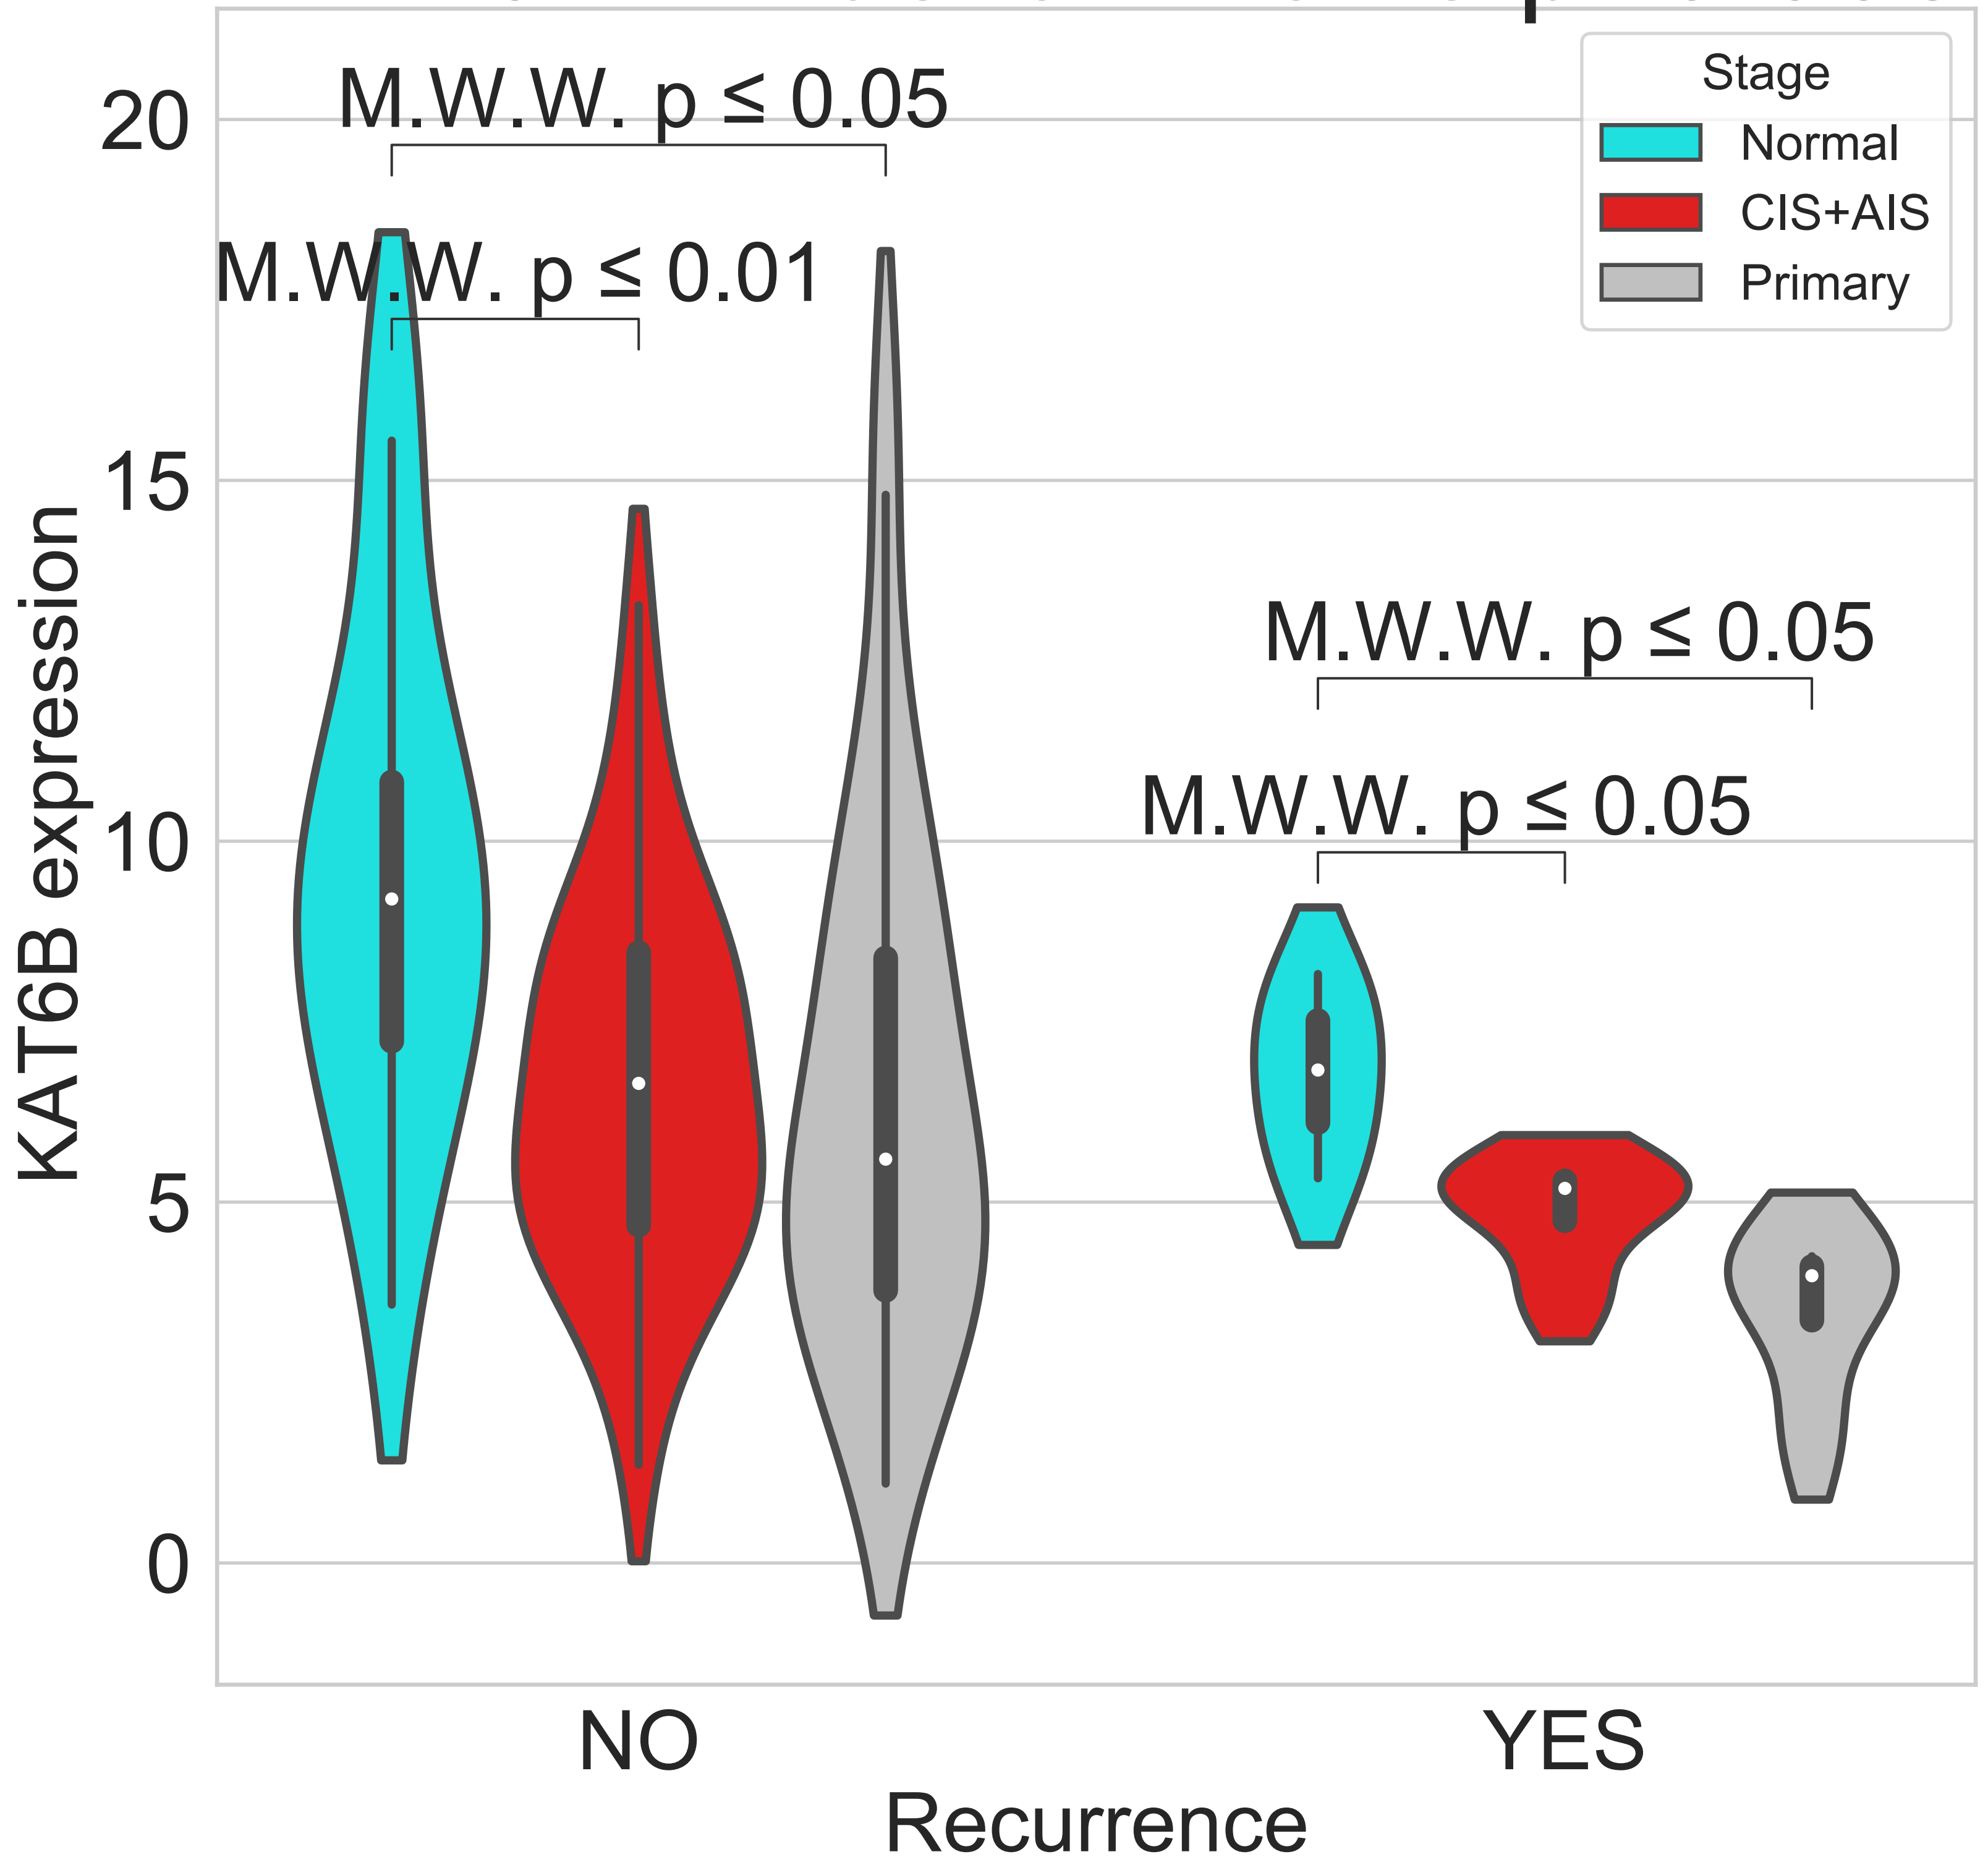 20
15
10
5
0
KAT6B expression
M.W.W. p ≤ 0.05
M.W.W. p ≤ 0.01
M.W.W. p ≤ 0.05
M.W.W. p ≤ 0.05
Stage
Normal
CIS+AIS
Primary
NO
YES
Recurrence